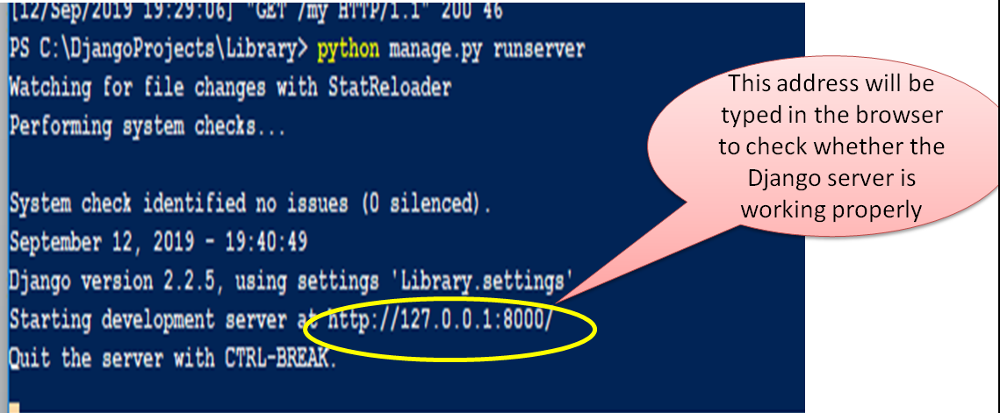 [12/Sep/2019 19:29:06] "GET /my HTTP/1.1" 200 46
PS C:\DjangoProjects\Library> python manage.py runserver
Watching for file changes with StatReloader
Performing system checks...
System check identified no issues (0 silenced).
September 12, 2019 - 19:40:49
Django version 2.2.5, using settings 'Library.settings'
Starting development server at http://127.0.0.1:8000/
Quit the server with CTRL-BREAK.
This address will be
typed in the browser
to check whether the
Django server is
working properly